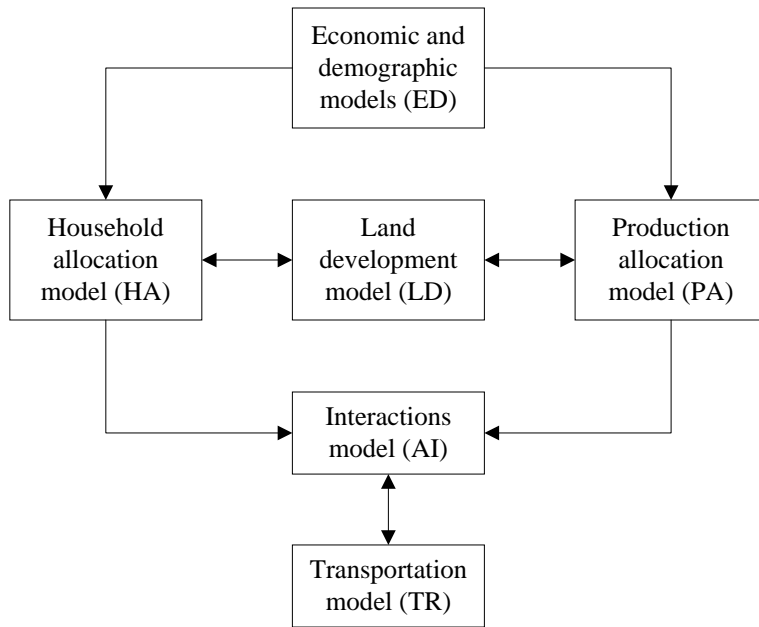 Economic and
demographic
models (ED)
Household
allocation
model (HA)
Land
development
model (LD)
Production
allocation
model (PA)
Interactions
model (AI)
Transportation
model (TR)